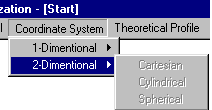 zation - [Start]
Coordinate System Theoretical Profile
1-Dimentional
2-Dimentional
Cartesian
Cylindrical
Spherical